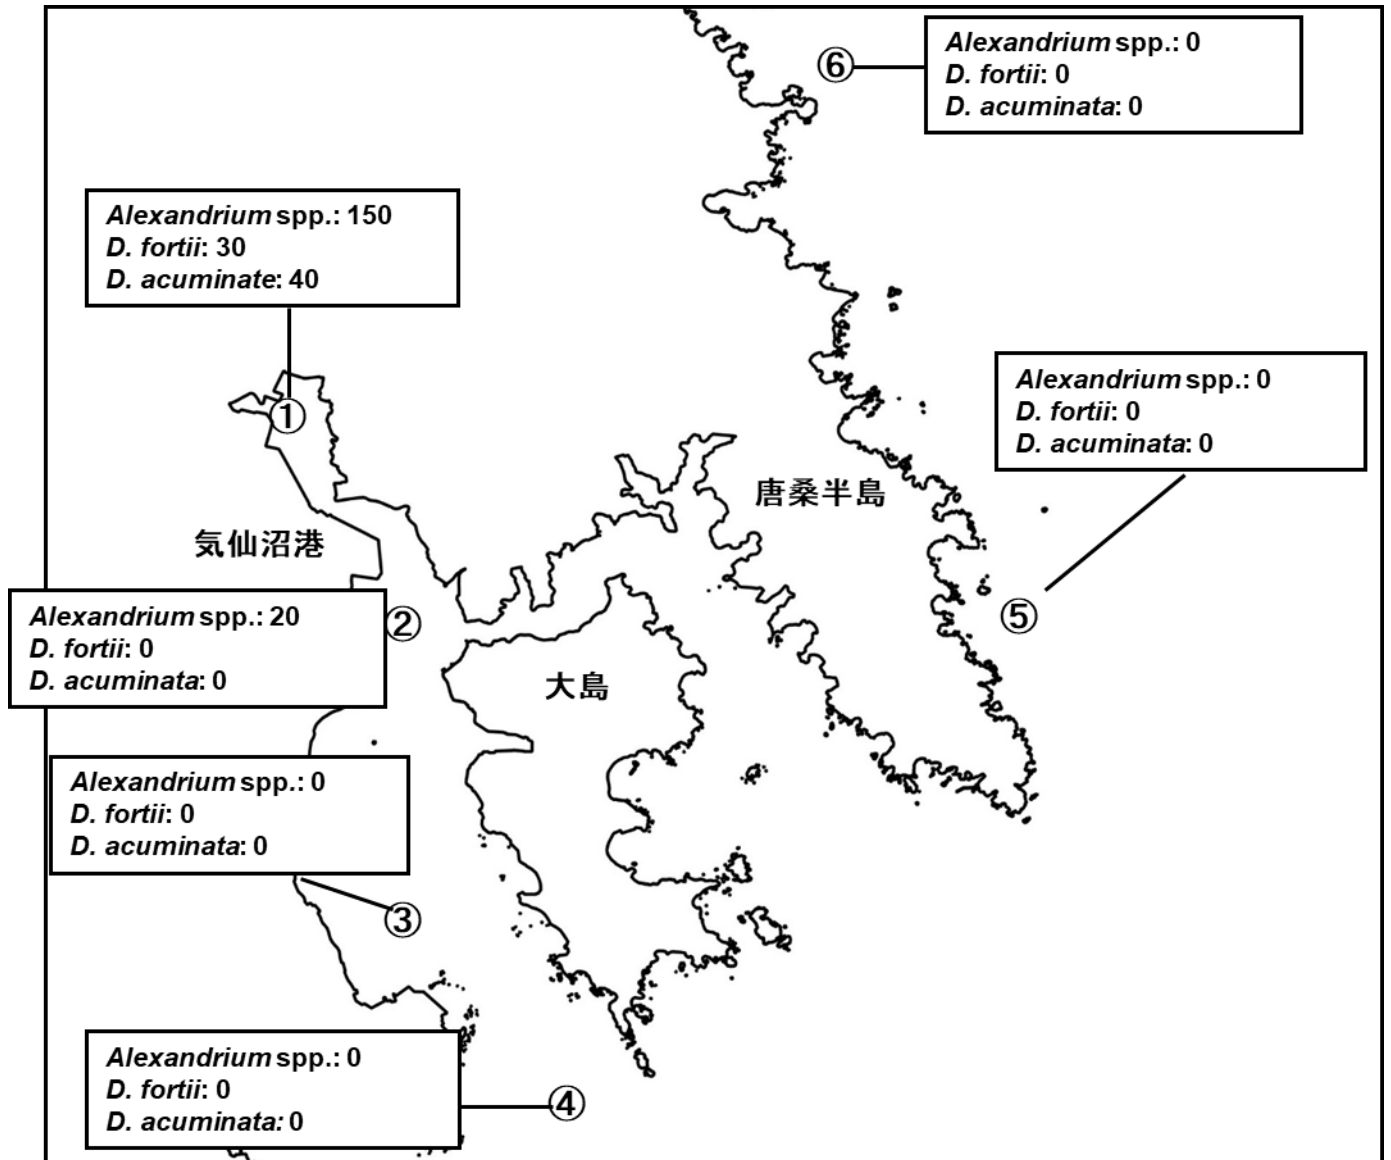 ⑥
Alexandrium spp.: 0
D. fortii: 0
D. acuminata: 0
Alexandrium spp.: 150
D. fortii: 30
D. acuminate: 40
①
Alexandrium spp.: 0
D. fortii: 0
D. acuminata: 0
唐桑半島
気仙沼港
Alexandrium spp.: 20
D. fortii: 0
D. acuminata: 0
②
⑤
大島
Alexandrium spp.: 0
D. fortii: 0
D. acuminata: 0
③
Alexandrium spp.: 0
D. fortii: 0
D. acuminata: 0
④